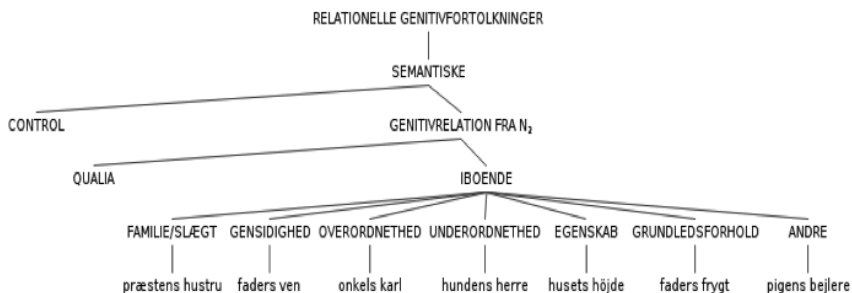 RELATIONELLE GENITIVFORTOLKNINGER
SEMANTISKE
CONTROL GENITIVRELATION FRA N₂
QUALIA IBOENDE
FAMILIE/SLÆGT GENSIDIGHED OVERORDNETHED UNDERORDNETHED EGENSKAB GRUNDLEDSFORHOLD ANDRE
præstens hustru faders ven onkels karl hundens herre husets höjde faders frygt pigens bejlere